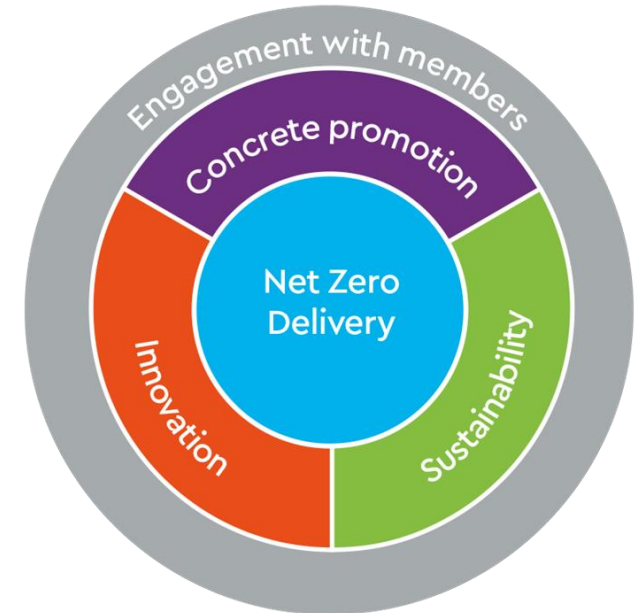 Engagement with members
Concrete promotion
Net Zero
Delivery
Innovation
Sustainability